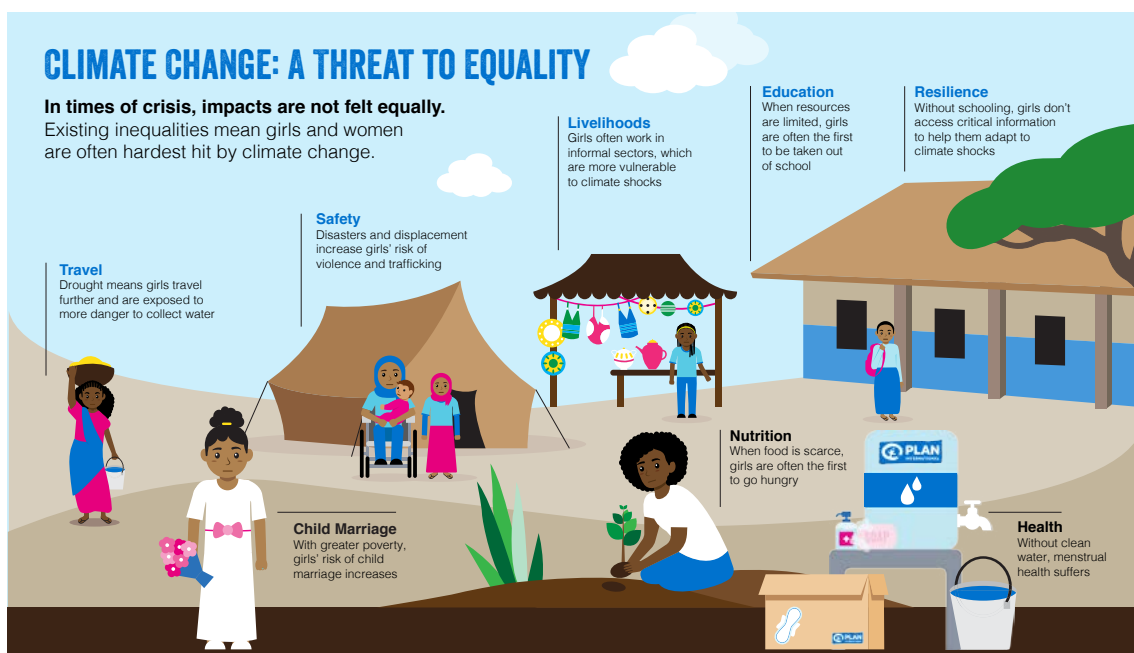 CLIMATE CHANGE: A THREAT TO EQUALITY
In times of crisis, impacts are not felt equally.
Existing inequalities mean girls and women
are often hardest hit by climate change.
Travel
Drought means girls travel
further and are exposed to
more danger to collect water
Safety
Disasters and displacement
increase girls' risk of
violence and trafficking
Livelihoods
Girls often work in
informal sectors, which
are more vulnerable
to climate shocks
Education
When resources
are limited, girls
are often the first
to be taken out
of school
Resilience
Without schooling, girls don't
access critical information
to help them adapt to
climate shocks
Child Marriage
With greater poverty,
girls' risk of child
marriage increases
Nutrition
When food is scarce,
girls are often the first
to go hungry
PLAN
INTERNATIONAL
SOAP
Health
Without clean
water, menstrual
health suffers
PLAN